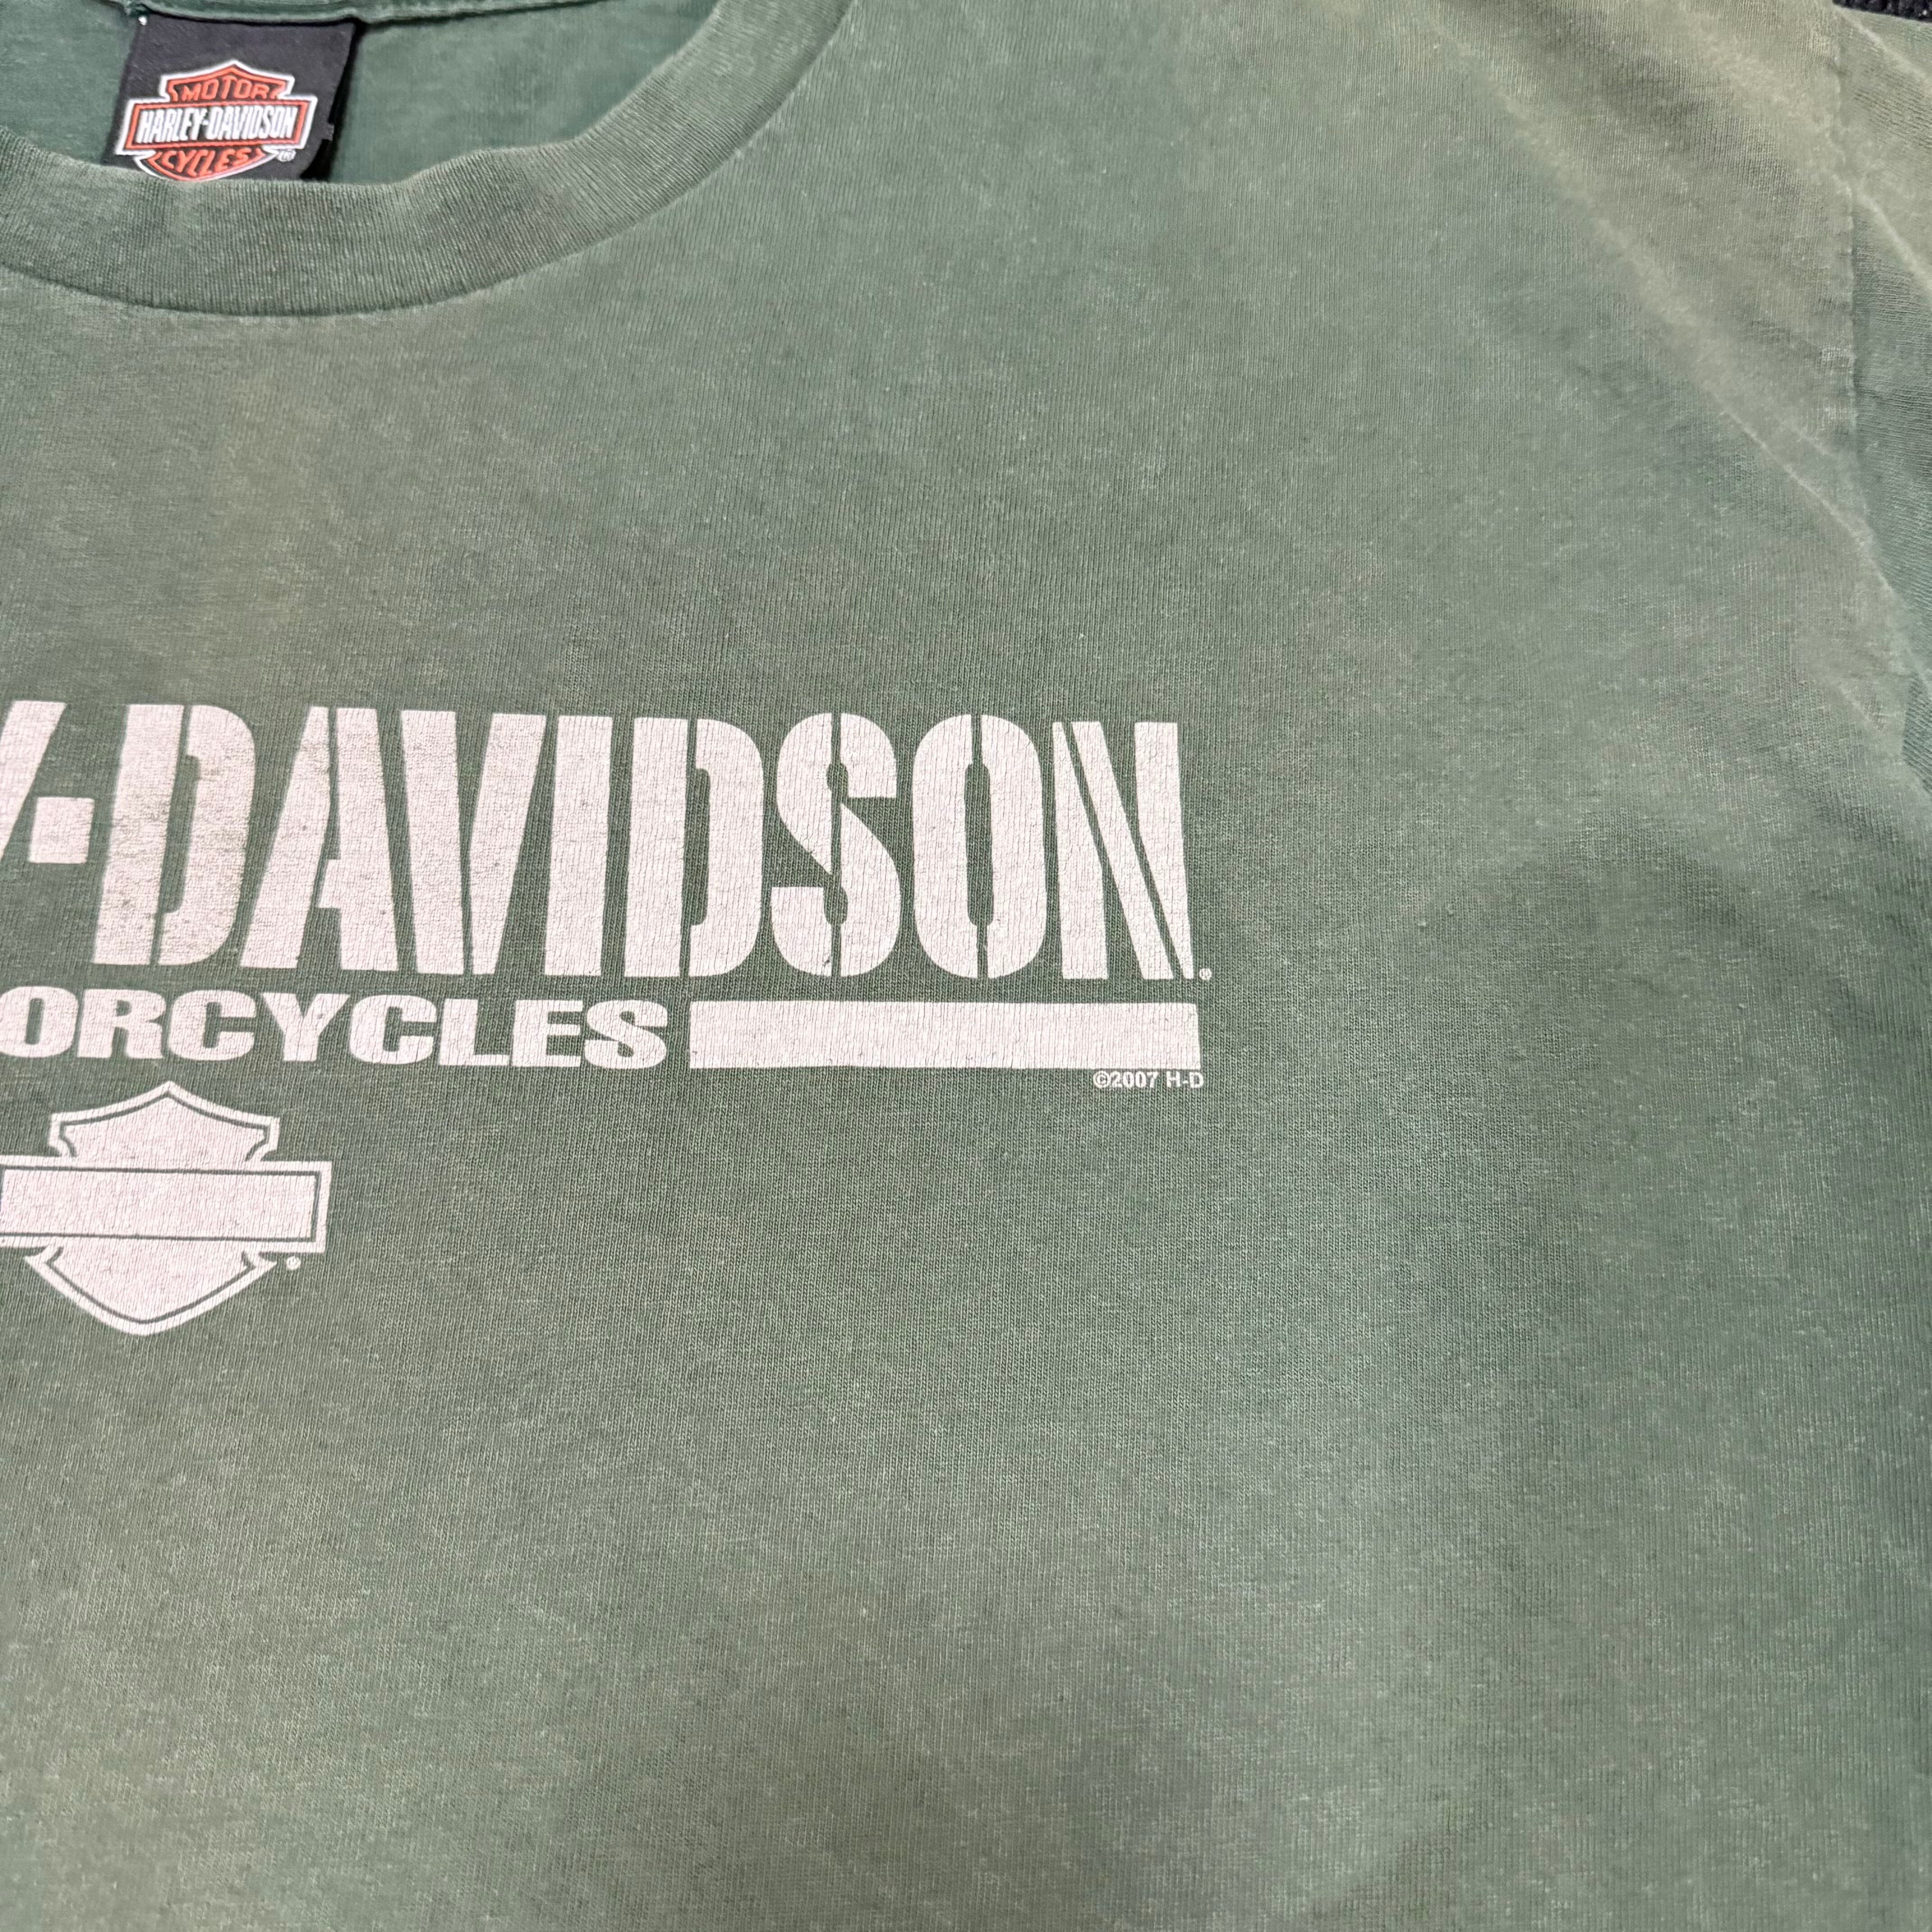 MOTOR
HARLEY-DAVIDSON
CYCLES
Y-DAVIDSON®
ORCYCLES
©2007 H-D